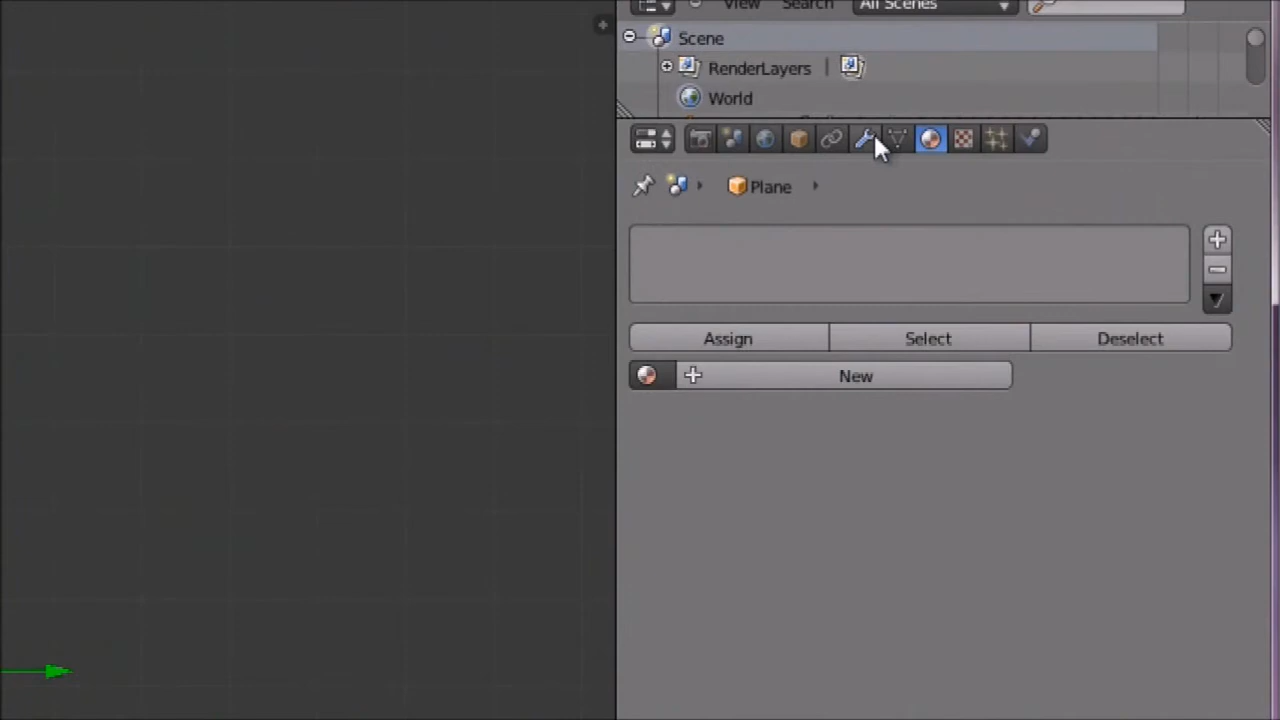 View Search All Scenes
Scene
RenderLayers
World
Plane
Assign Select Deselect
New